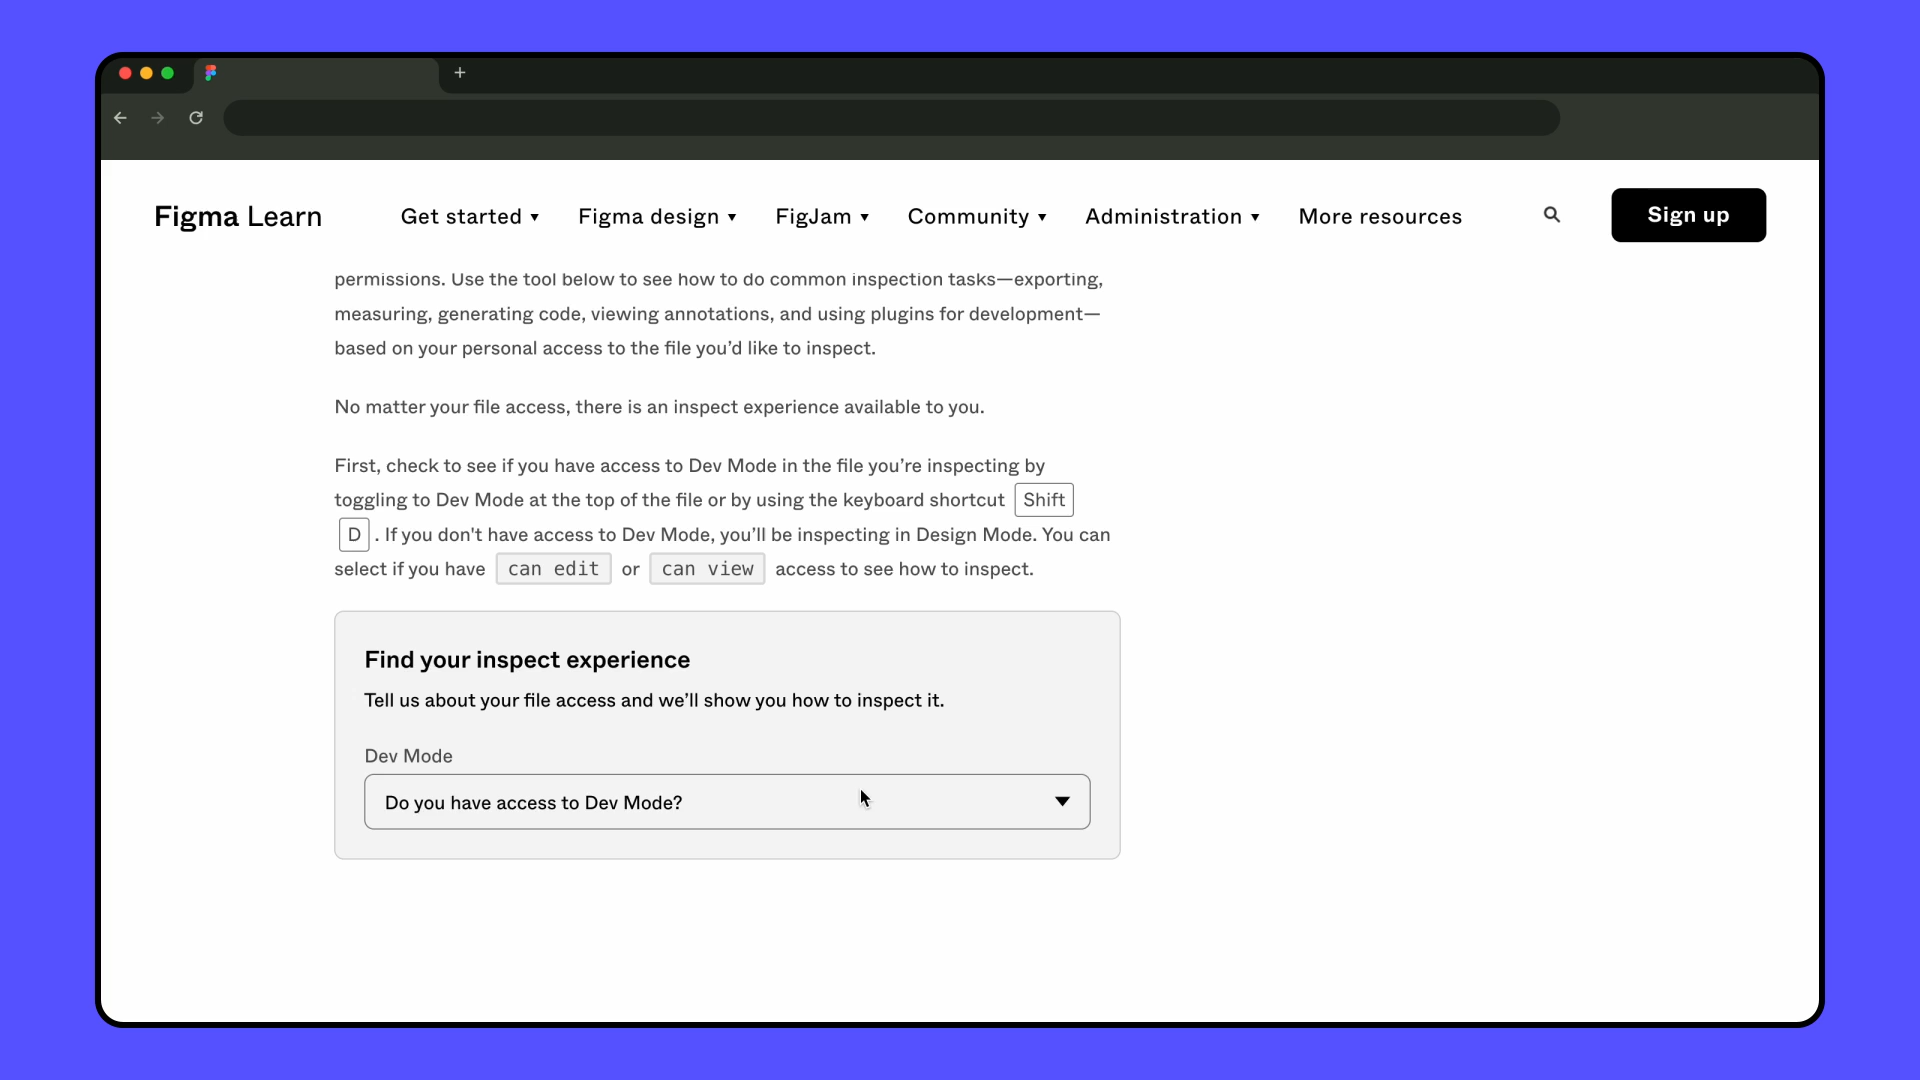 Figma Learn
Get started ▾
Figma design ▾
FigJam ▾
Community ▾
Administration ▾
More resources
Sign up
permissions. Use the tool below to see how to do common inspection tasks—exporting,
measuring, generating code, viewing annotations, and using plugins for development—
based on your personal access to the file you’d like to inspect.
No matter your file access, there is an inspect experience available to you.
First, check to see if you have access to Dev Mode in the file you’re inspecting by
toggling to Dev Mode at the top of the file or by using the keyboard shortcut Shift
D . If you don't have access to Dev Mode, you’ll be inspecting in Design Mode. You can
select if you have can edit or can view access to see how to inspect.
Find your inspect experience
Tell us about your file access and we’ll show you how to inspect it.
Dev Mode
Do you have access to Dev Mode?